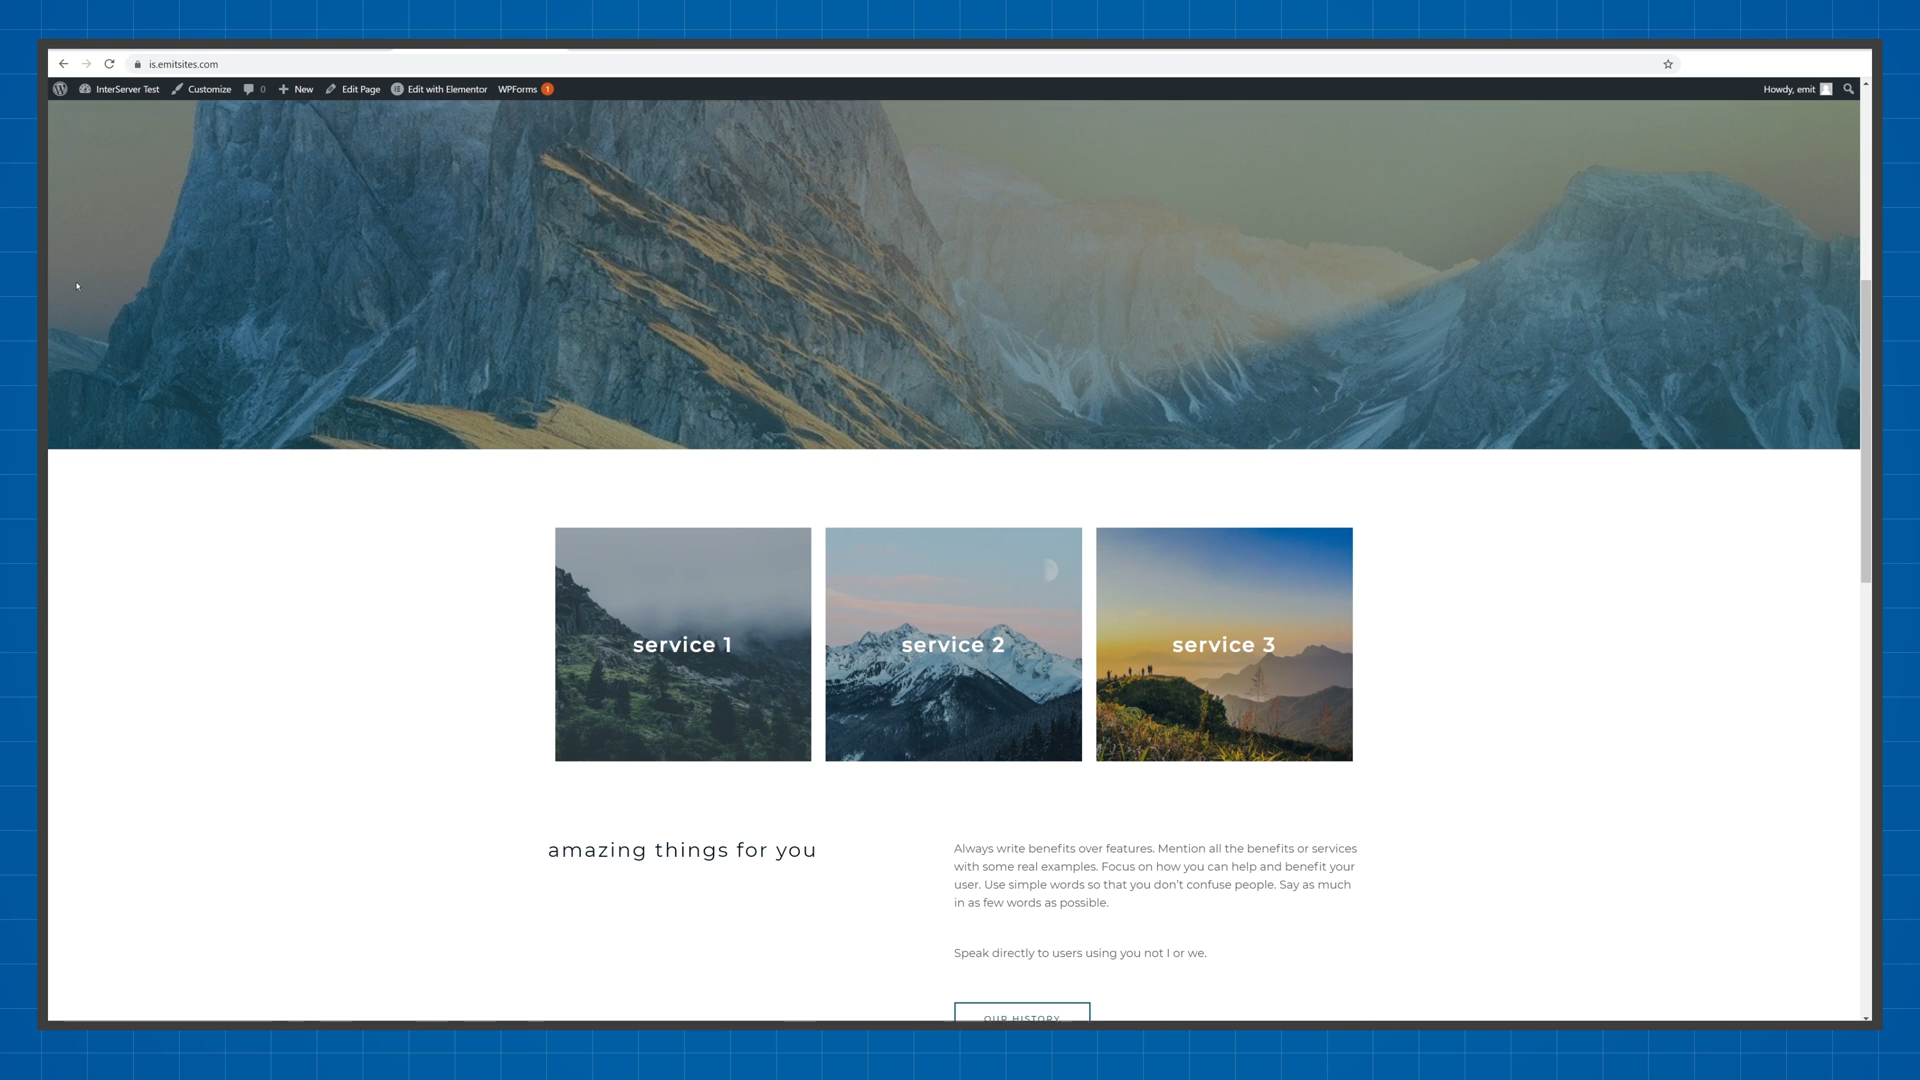 is.emitsites.com
InterServer Test Customize 0 New Edit Page Edit with Elementor WPForms 1 Howdy, emit
service 1 service 2 service 3
amazing things for you
Always write benefits over features. Mention all the benefits or services
with some real examples. Focus on how you can help and benefit your
user. Use simple words so that you don't confuse people. Say as much
in as few words as possible.
Speak directly to users using you not I or we.
OUR HISTORY